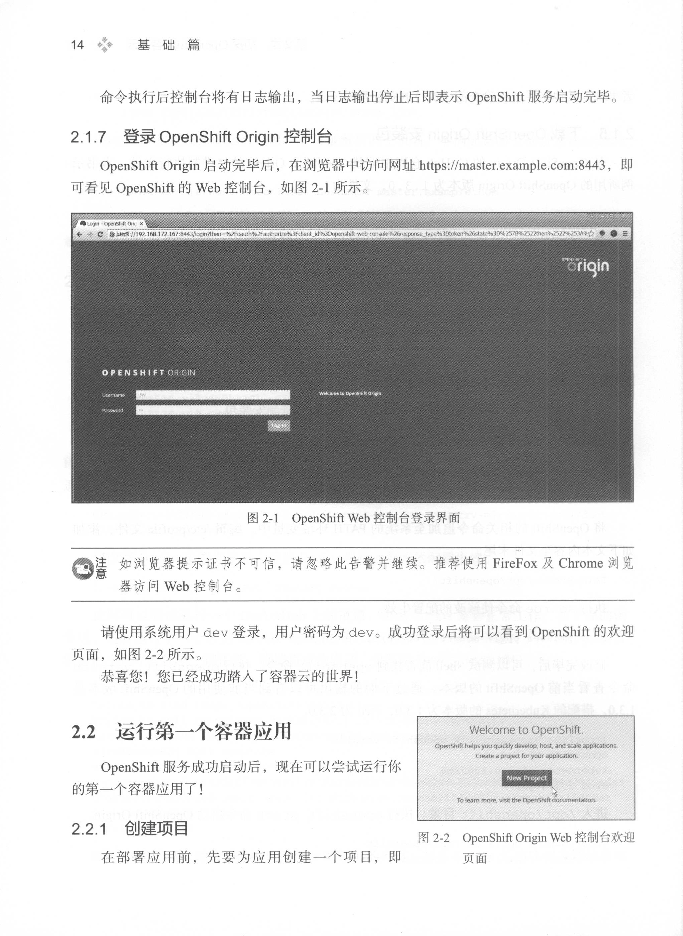 14 基 础 篇
命令执行后控制台将有日志输出，当日志输出停止后即表示 OpenShift 服务启动完毕。
2.1.7 登录 OpenShift Origin 控制台
OpenShift Origin 启动完毕后，在浏览器中访问网址 https://master.example.com:8443，即
可看见 OpenShift 的 Web 控制台，如图 2-1 所示。
Login - OpenShift Ori
origin
OPENSHIFT ORIGIN
Username
Welcome to OpenShift Origin
Password
Log In
图 2-1 OpenShift Web 控制台登录界面
注意
如浏览器提示证书不可信，请忽略此告警并继续。推荐使用 FireFox 及 Chrome 浏览
器访问 Web 控制台。
请使用系统用户 dev 登录，用户密码为 dev。成功登录后将可以看到 OpenShift 的欢迎
页面，如图 2-2 所示。
恭喜您！您已经成功踏入了容器云的世界！
2.2 运行第一个容器应用
OpenShift 服务成功启动后，现在可以尝试运行你
的第一个容器应用了！
2.2.1 创建项目
在部署应用前，先要为应用创建一个项目，即
Welcome to OpenShift.
OpenShift helps you quickly develop, host, and scale applications.
Create a project for your application.
New Project
To learn more, visit the OpenShift documentation.
图 2-2 OpenShift Origin Web 控制台欢迎
页面